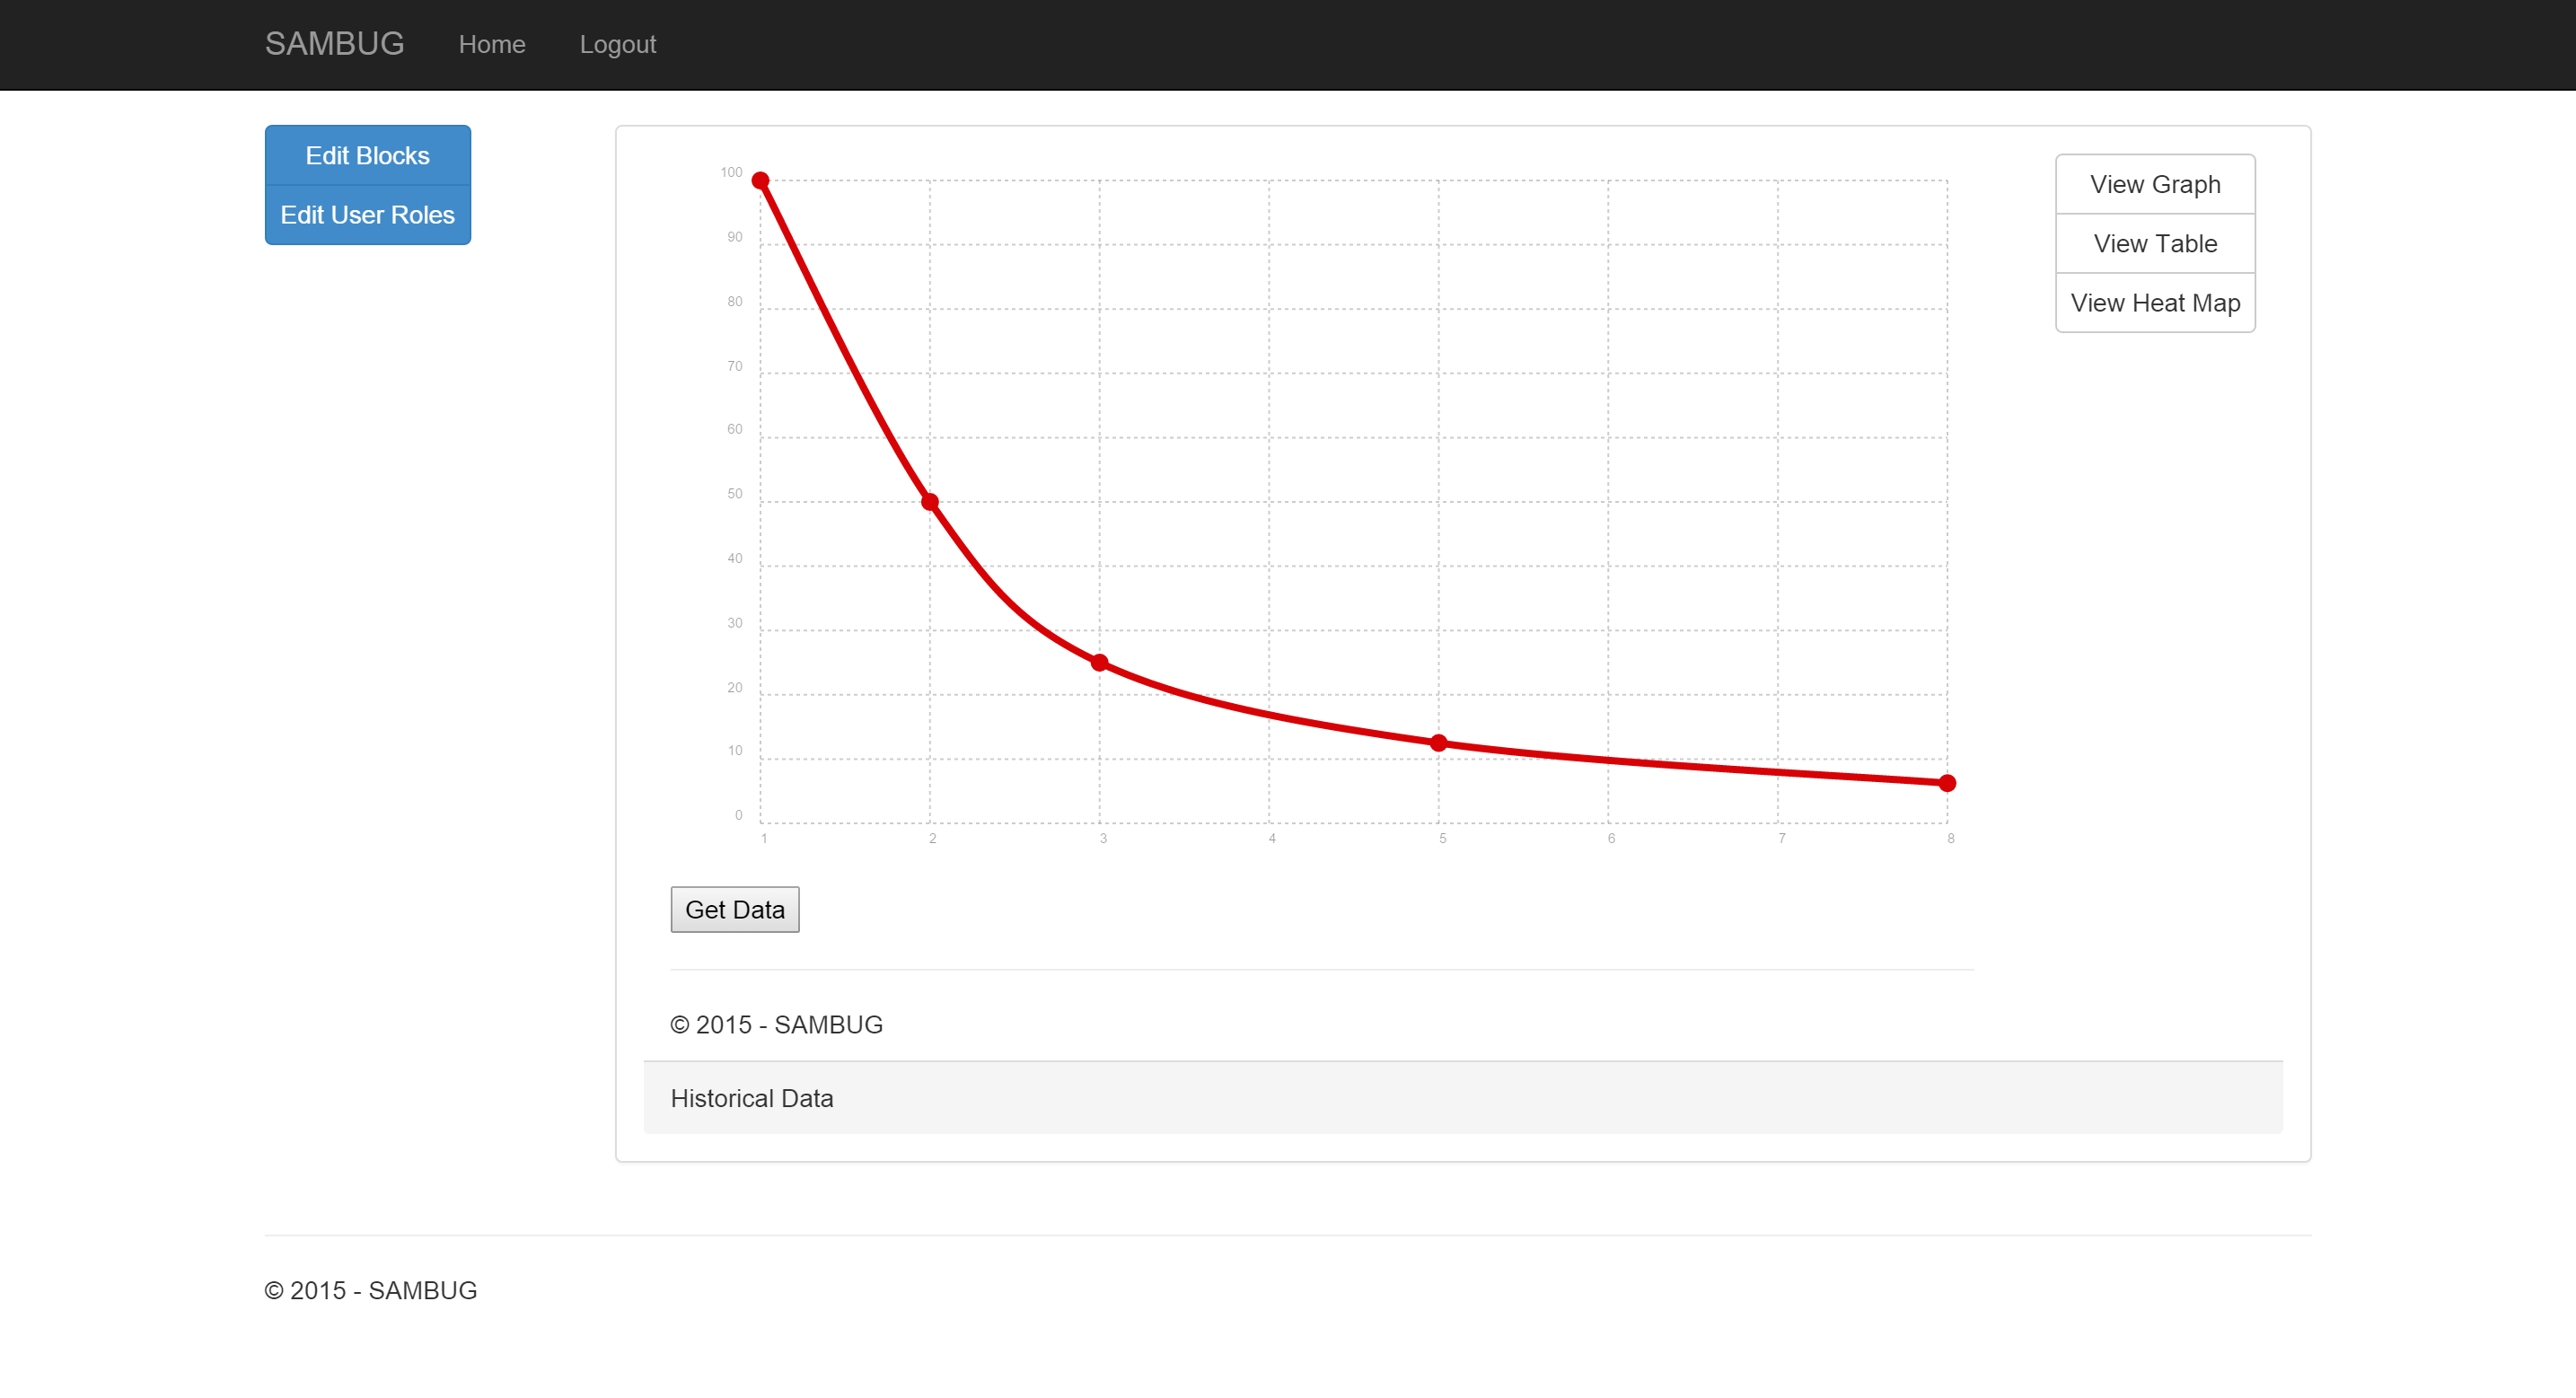 SAMBUG Home Logout
Edit Blocks
Edit User Roles
100
90
80
70
60
50
40
30
20
10
0
1 2 3 4 5 6 7 8
View Graph
View Table
View Heat Map
Get Data
© 2015 - SAMBUG
Historical Data
© 2015 - SAMBUG